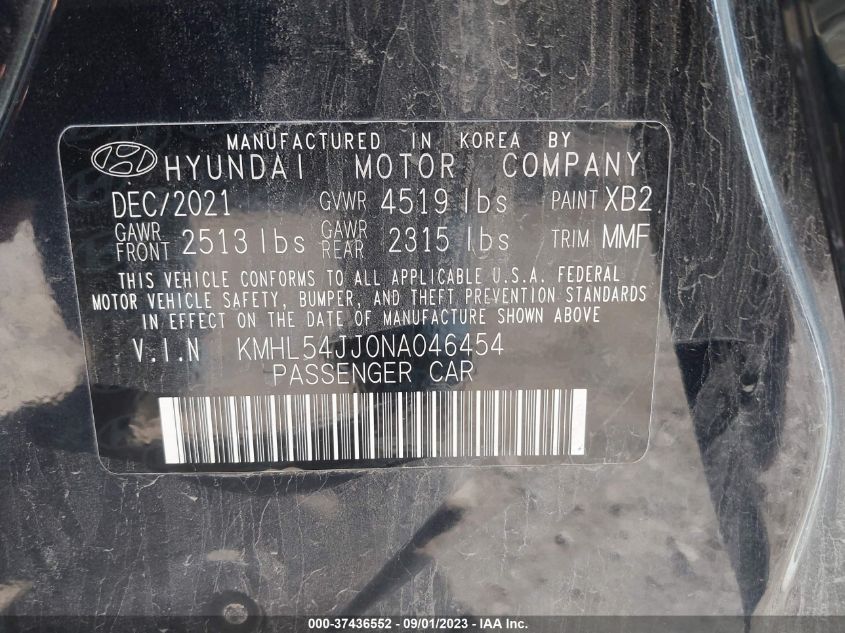 MANUFACTURED IN KOREA BY
HYUNDAI MOTOR COMPANY
DEC/2021 GVWR 4519 lbs PAINT XB2
GAWR FRONT 2513 lbs GAWR REAR 2315 lbs TRIM MMF
THIS VEHICLE CONFORMS TO ALL APPLICABLE U.S.A. FEDERAL
MOTOR VEHICLE SAFETY, BUMPER, AND THEFT PREVENTION STANDARDS
IN EFFECT ON THE DATE OF MANUFACTURE SHOWN ABOVE
V.I.N KMHL54JJ0NA046454
PASSENGER CAR
000-37436552 - 09/01/2023 - IAA Inc.